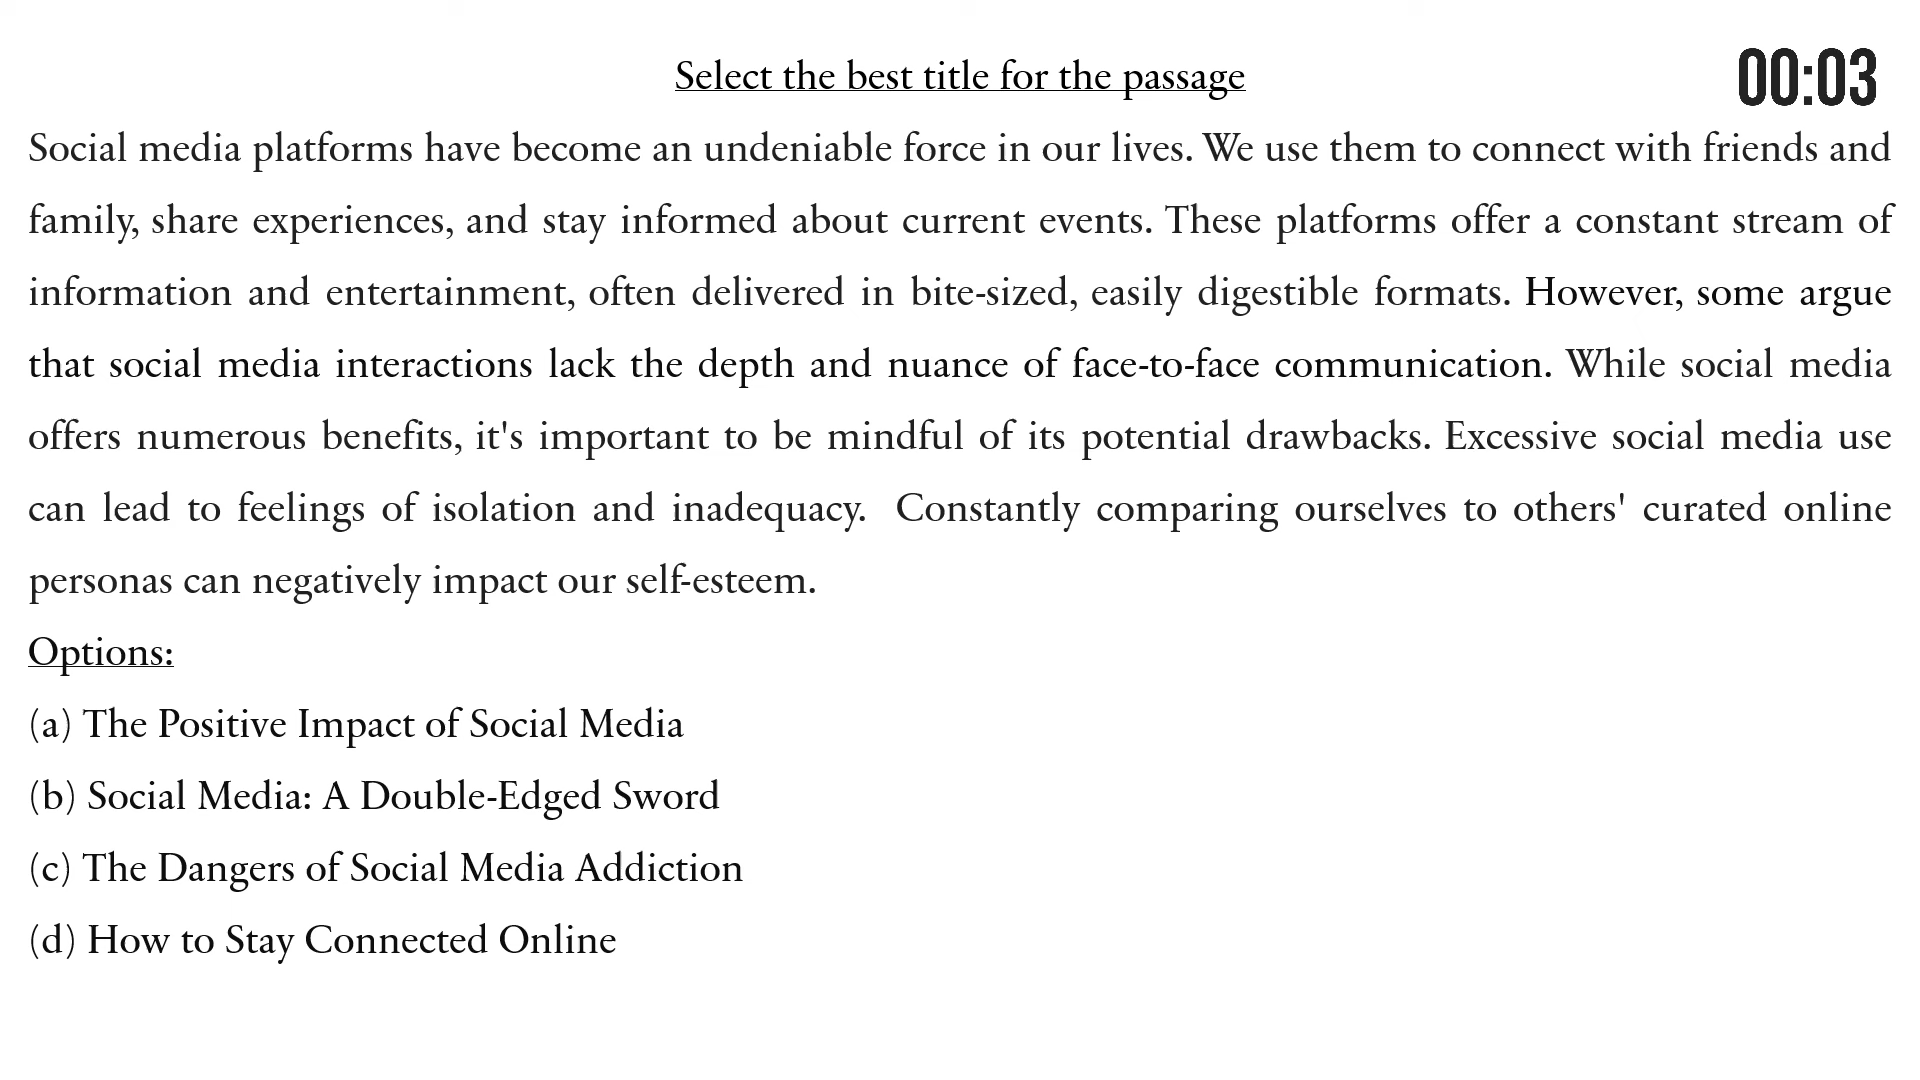 Select the best title for the passage
00:03
Social media platforms have become an undeniable force in our lives. We use them to connect with friends and
family, share experiences, and stay informed about current events. These platforms offer a constant stream of
information and entertainment, often delivered in bite-sized, easily digestible formats. However, some argue
that social media interactions lack the depth and nuance of face-to-face communication. While social media
offers numerous benefits, it's important to be mindful of its potential drawbacks. Excessive social media use
can lead to feelings of isolation and inadequacy.  Constantly comparing ourselves to others' curated online
personas can negatively impact our self-esteem.
Options:
(a) The Positive Impact of Social Media
(b) Social Media: A Double-Edged Sword
(c) The Dangers of Social Media Addiction
(d) How to Stay Connected Online